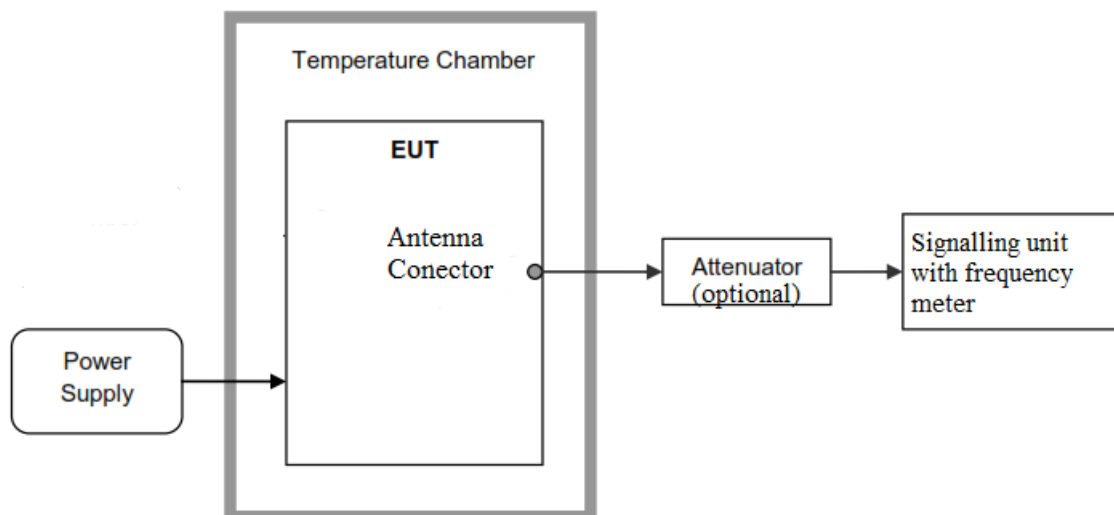 Temperature Chamber
EUT
Antenna
Conector
Attenuator
(optional)
Signalling unit
with frequency
meter
Power
Supply